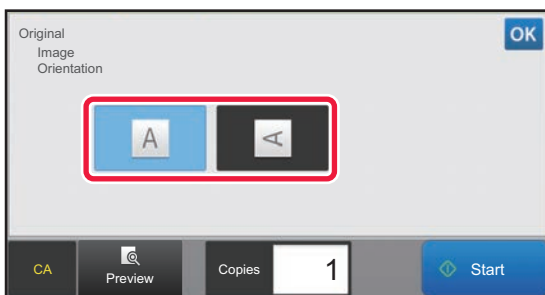 Original
OK
Image
Orientation
A
A
CA
Preview
Copies
1
Start